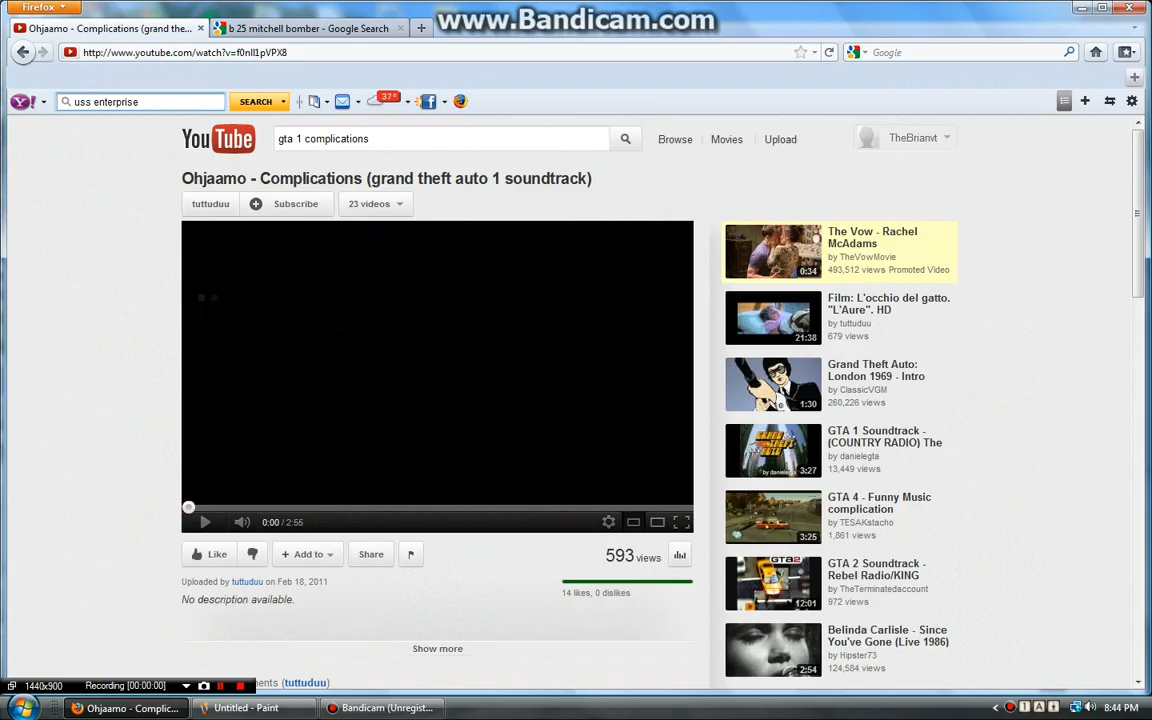 Firefox
www.Bandicam.com
Ohjaamo - Complications (grand the...
b 25 mitchell bomber - Google Search
http://www.youtube.com/watch?v=f0nlI1pVPX8
Google
Y!
uss enterprise
SEARCH
37°
YouTube
gta 1 complications
Browse
Movies
Upload
TheBrianvt
Ohjaamo - Complications (grand theft auto 1 soundtrack)
tuttuduu
Subscribe
23 videos
0:00 / 2:55
Like
Add to
Share
593 views
Uploaded by tuttuduu on Feb 18, 2011
14 likes, 0 dislikes
No description available.
Show more
(tuttuduu)
The Vow - Rachel
McAdams
by TheVowMovie
493,512 views Promoted Video
0:34
Film: L'occhio del gatto.
"L'Aure". HD
by tuttuduu
679 views
21:38
Grand Theft Auto:
London 1969 - Intro
by ClassicVGM
260,226 views
1:30
GTA 1 Soundtrack -
(COUNTRY RADIO) The
by danielegta
13,449 views
by danielegta
3:27
GTA 4 - Funny Music
complication
by TESAKstacho
1,861 views
3:25
GTA 2 Soundtrack -
Rebel Radio/KING
by TheTerminatedaccount
972 views
GTA2
12:01
Belinda Carlisle - Since
You've Gone (Live 1986)
by Hipster73
124,584 views
2:54
1440x900
Recording [00:00:00]
Ohjaamo - Complic...
Untitled - Paint
Bandicam (Unregist...
8:44 PM